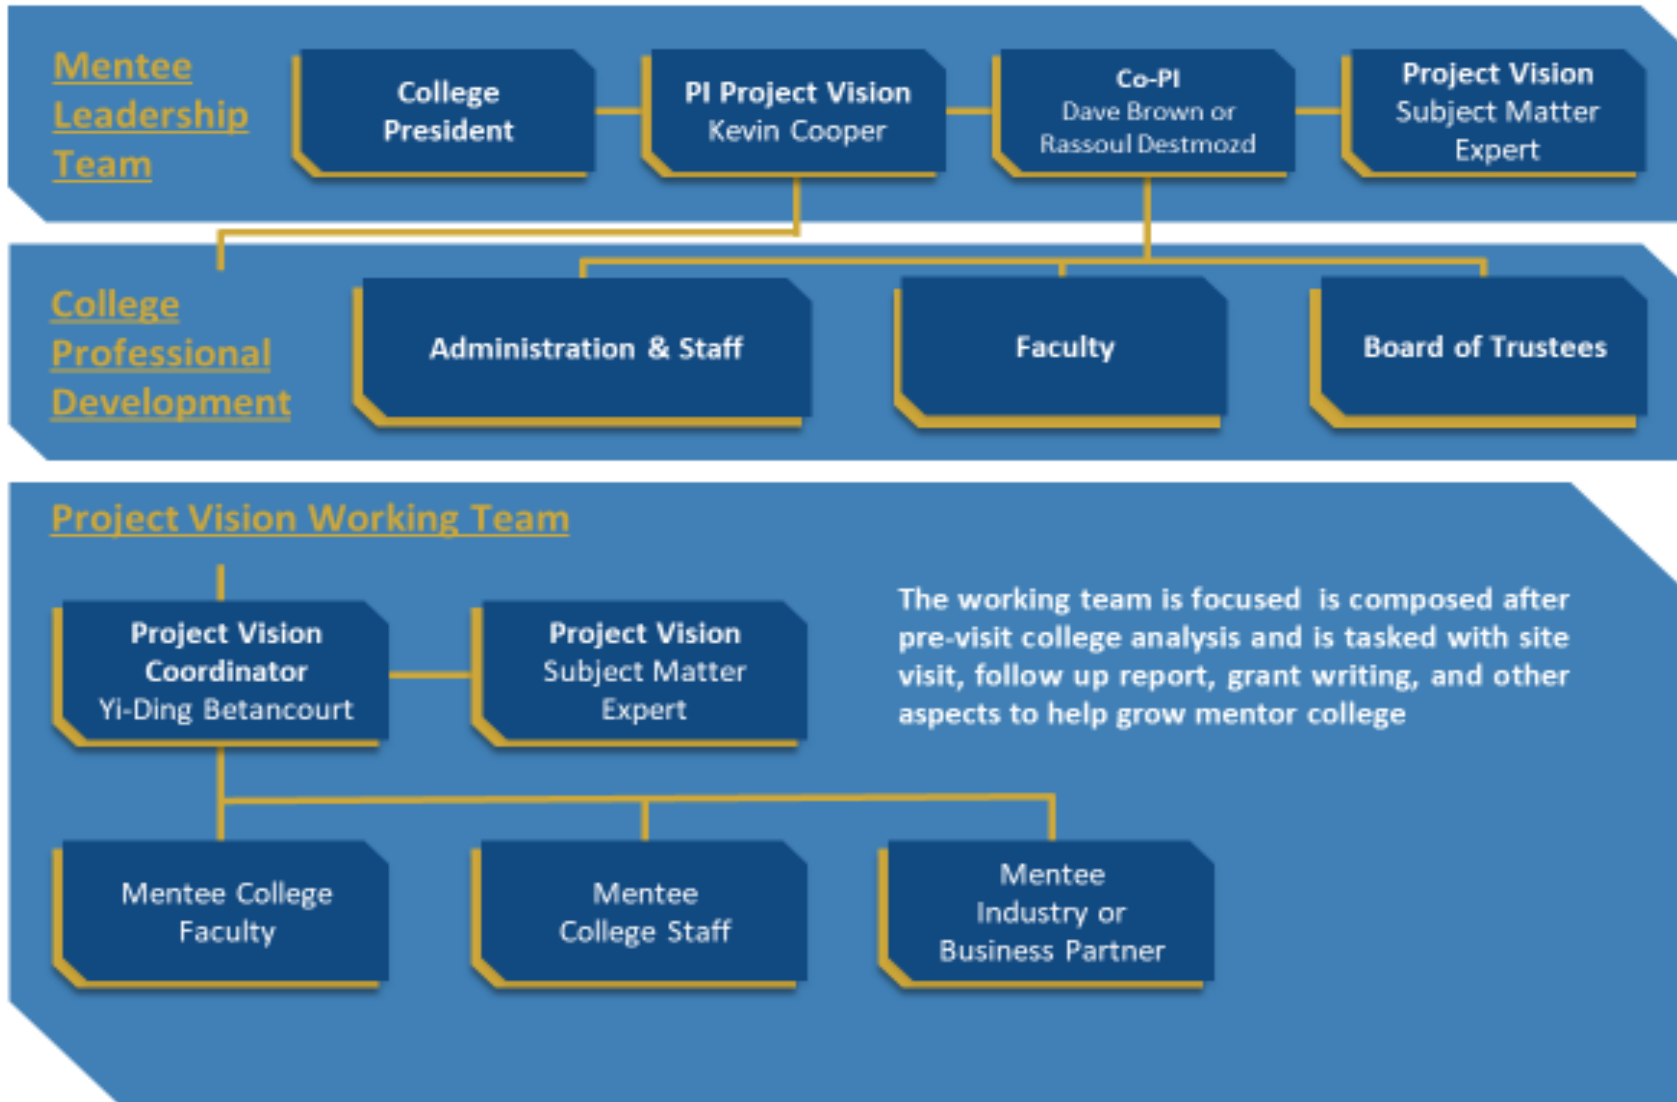 Mentee
Leadership
Team
College
President
PI Project Vision
Kevin Cooper
Co-PI
Dave Brown or
Rassoul Destmozd
Project Vision
Subject Matter
Expert
College
Professional
Development
Administration & Staff
Faculty
Board of Trustees
Project Vision Working Team
Project Vision
Coordinator
Yi-Ding Betancourt
Project Vision
Subject Matter
Expert
The working team is focused  is composed after
pre-visit college analysis and is tasked with site
visit, follow up report, grant writing, and other
aspects to help grow mentor college
Mentee College
Faculty
Mentee
College Staff
Mentee
Industry or
Business Partner